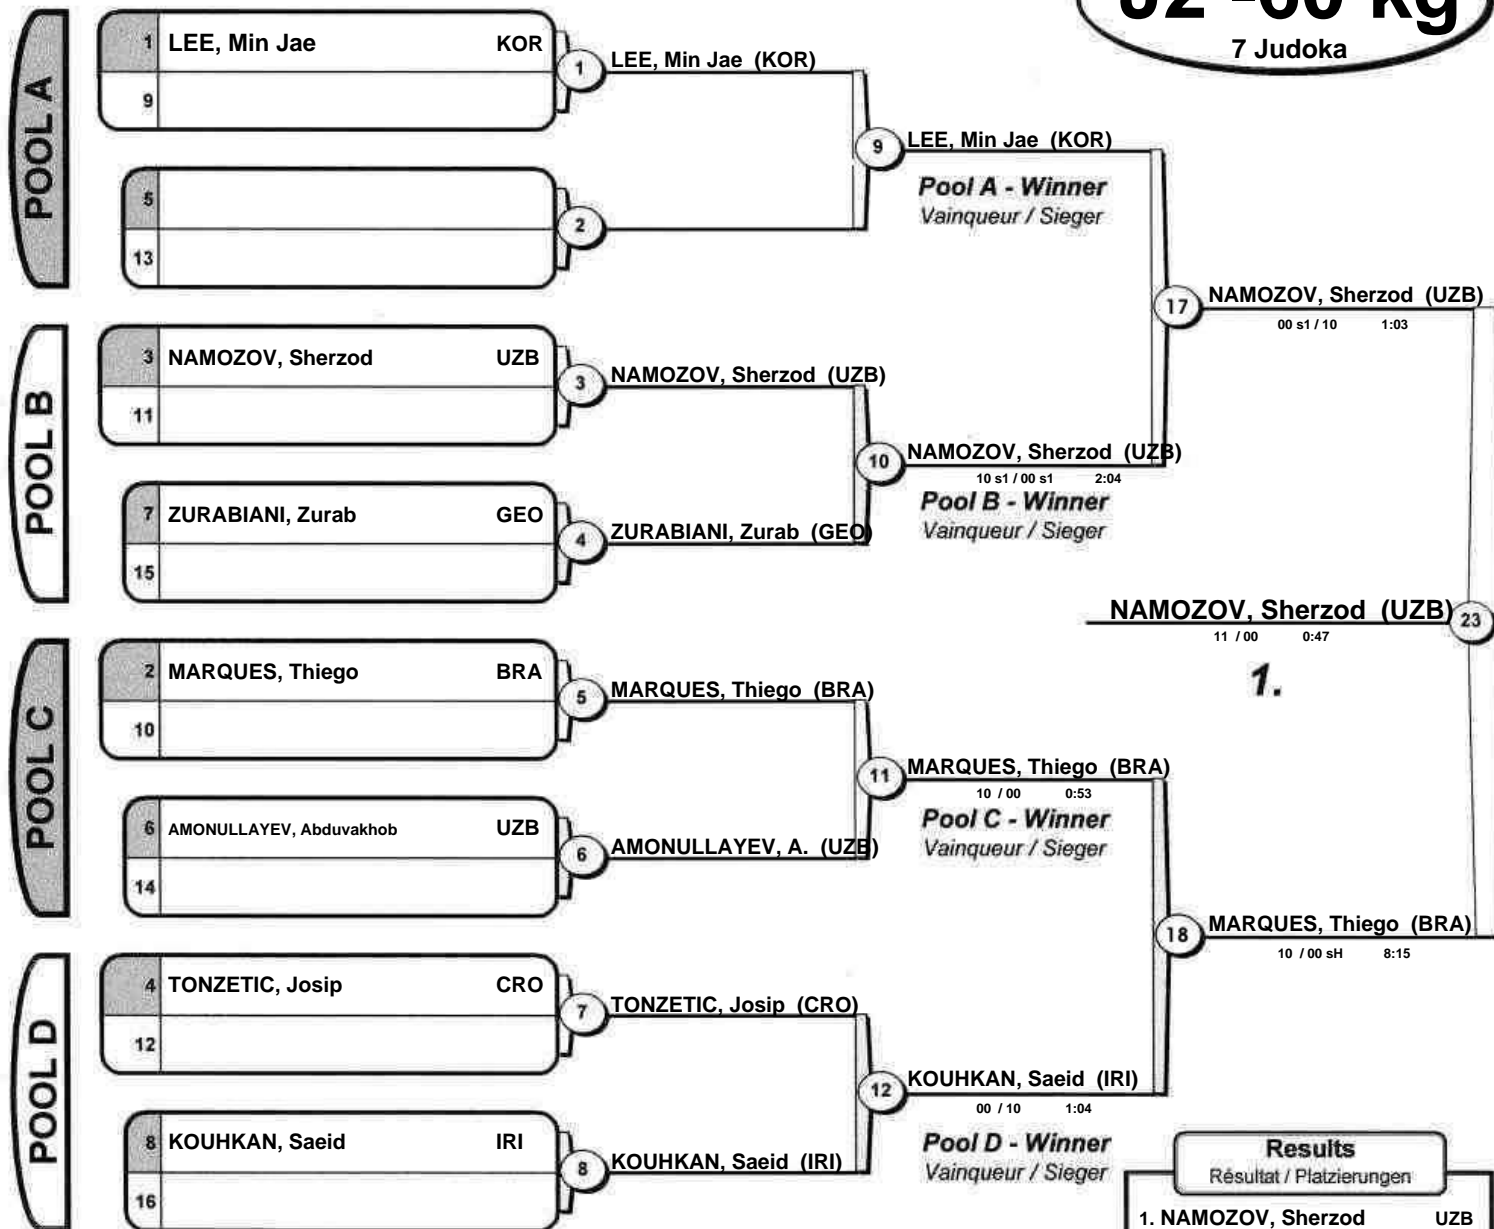 J2 -60 kg
7 Judoka
POOL A
1 LEE, Min Jae KOR
9
5
13
1 LEE, Min Jae (KOR)
2
9 LEE, Min Jae (KOR)
Pool A - Winner
Vainqueur / Sieger
17 NAMOZOV, Sherzod (UZB)
00 s1 / 10 1:03
POOL B
3 NAMOZOV, Sherzod UZB
11
7 ZURABIANI, Zurab GEO
15
3 NAMOZOV, Sherzod (UZB)
4 ZURABIANI, Zurab (GEO)
10 NAMOZOV, Sherzod (UZB)
10 s1 / 00 s1 2:04
Pool B - Winner
Vainqueur / Sieger
NAMOZOV, Sherzod (UZB) 23
11 / 00 0:47
1.
POOL C
2 MARQUES, Thiego BRA
10
6 AMONULLAYEV, Abduvakhob UZB
14
5 MARQUES, Thiego (BRA)
6 AMONULLAYEV, A. (UZB)
11 MARQUES, Thiego (BRA)
10 / 00 0:53
Pool C - Winner
Vainqueur / Sieger
18 MARQUES, Thiego (BRA)
10 / 00 sH 8:15
POOL D
4 TONZETIC, Josip CRO
12
8 KOUHKAN, Saeid IRI
16
7 TONZETIC, Josip (CRO)
8 KOUHKAN, Saeid (IRI)
12 KOUHKAN, Saeid (IRI)
00 / 10 1:04
Pool D - Winner
Vainqueur / Sieger
Results
Résultat / Platzierungen
1. NAMOZOV, Sherzod UZB